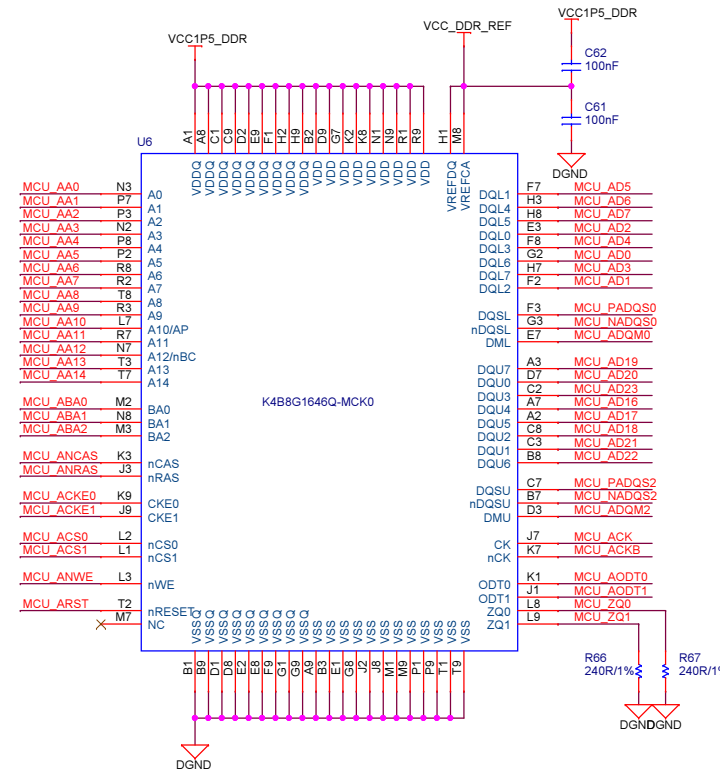 VCC1P5_DDR
VCC_DDR_REF
VCC1P5_DDR
C62
100nF
C61
100nF
DGND
U6
A1 A8 C1 C9 D2 E9 F1 H2 H9 B2 D9 G7 K2 K8 N1 N9 R1 R9 H1 M8
VDDQ VDDQ VDDQ VDDQ VDDQ VDDQ VDDQ VDDQ VDDQ VDD VDD VDD VDD VDD VDD VDD VDD VDD VREFDQ VREFCA
MCU_AA0 N3 A0
MCU_AA1 P7 A1
MCU_AA2 P3 A2
MCU_AA3 N2 A3
MCU_AA4 P8 A4
MCU_AA5 P2 A5
MCU_AA6 R8 A6
MCU_AA7 R2 A7
MCU_AA8 T8 A8
MCU_AA9 R3 A9
MCU_AA10 L7 A10/AP
MCU_AA11 R7 A11
MCU_AA12 N7 A12/nBC
MCU_AA13 T3 A13
MCU_AA14 T7 A14
MCU_ABA0 M2 BA0
MCU_ABA1 N8 BA1
MCU_ABA2 M3 BA2
MCU_ANCAS K3 nCAS
MCU_ANRAS J3 nRAS
MCU_ACKE0 K9 CKE0
MCU_ACKE1 J9 CKE1
MCU_ACS0 L2 nCS0
MCU_ACS1 L1 nCS1
MCU_ANWE L3 nWE
MCU_ARST T2 nRESET
M7 NC
K4B8G1646Q-MCK0
DQL1 F7 MCU_AD5
DQL4 H3 MCU_AD6
DQL5 H8 MCU_AD7
DQL0 E3 MCU_AD2
DQL3 F8 MCU_AD4
DQL6 G2 MCU_AD0
DQL7 H7 MCU_AD3
DQL2 F2 MCU_AD1
DQSL F3 MCU_PADQS0
nDQSL G3 MCU_NADQS0
DML E7 MCU_ADQM0
DQU7 A3 MCU_AD19
DQU0 D7 MCU_AD20
DQU3 C2 MCU_AD23
DQU4 A7 MCU_AD16
DQU5 A2 MCU_AD17
DQU2 C8 MCU_AD18
DQU1 C3 MCU_AD21
DQU6 B8 MCU_AD22
DQSU C7 MCU_PADQS2
nDQSU B7 MCU_NADQS2
DMU D3 MCU_ADQM2
CK J7 MCU_ACK
nCK K7 MCU_ACKB
ODT0 K1 MCU_AODT0
ODT1 J1 MCU_AODT1
ZQ0 L8 MCU_ZQ0
ZQ1 L9 MCU_ZQ1
VSSQ VSSQ VSSQ VSSQ VSSQ VSSQ VSSQ VSSQ VSSQ VSS VSS VSS VSS VSS VSS VSS VSS VSS VSS VSS VSS
B1 B9 D1 D8 E2 E8 F9 G1 G9 A9 B3 E1 G8 J2 J8 M1 M9 P1 P9 T1 T9
R66
240R/1%
R67
240R/1%
DGND
DGND
DGND